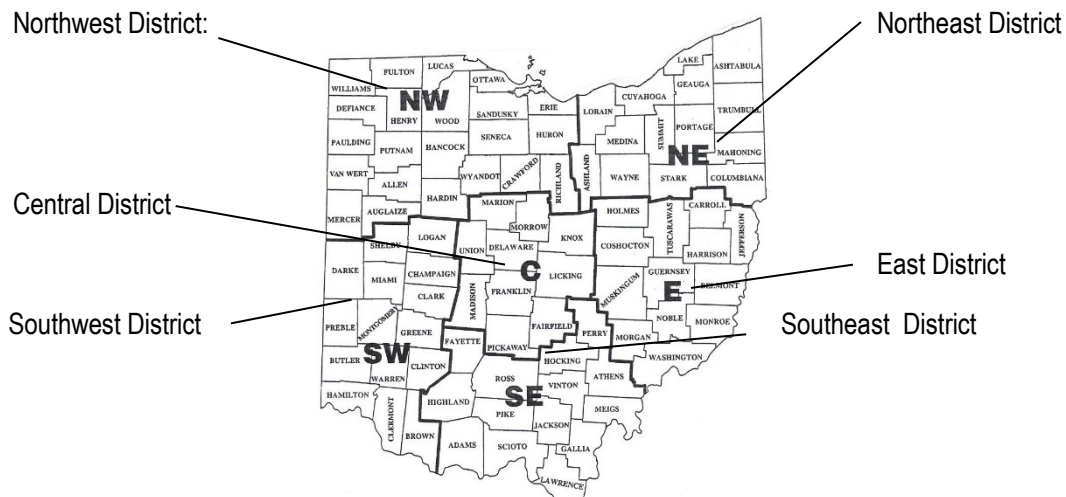 Northwest District:
Northeast District
LUCAS
LAKE
FULTON
ASHTABULA
WILLIAMS
OTTAWA
GEAUGA
CUYAHOGA
DEFIANCE
NW
ERIE
LORAIN
SANDUSKY
TRUMBULL
HENRY
WOOD
SUMMIT
PORTAGE
SENECA
HURON
MEDINA
PAULDING
HANCOCK
PUTNAM
NE
MAHONING
VAN WERT
WYANDOT
CRAWFORD
RICHLAND
ASHLAND
WAYNE
STARK
COLUMBIANA
ALLEN
HARDIN
MARION
CARROLL
Central District
MERCER
AUGLAIZE
HOLMES
MORROW
TUSCARAWAS
JEFFERSON
LOGAN
KNOX
SHELBY
UNION
DELAWARE
COSHOCTON
HARRISON
East District
DARKE
MIAMI
CHAMPAIGN
C
LICKING
GUERNSEY
BELMONT
FRANKLIN
MUSKINGUM
E
CLARK
MADISON
NOBLE
Southwest District
PREBLE
MONTGOMERY
GREENE
FAIRFIELD
PERRY
MORGAN
MONROE
Southeast District
FAYETTE
PICKAWAY
WASHINGTON
BUTLER
SW
CLINTON
HOCKING
WARREN
ROSS
ATHENS
VINTON
HAMILTON
SE
CLERMONT
HIGHLAND
PIKE
MEIGS
JACKSON
BROWN
ADAMS
SCIOTO
GALLIA
LAWRENCE